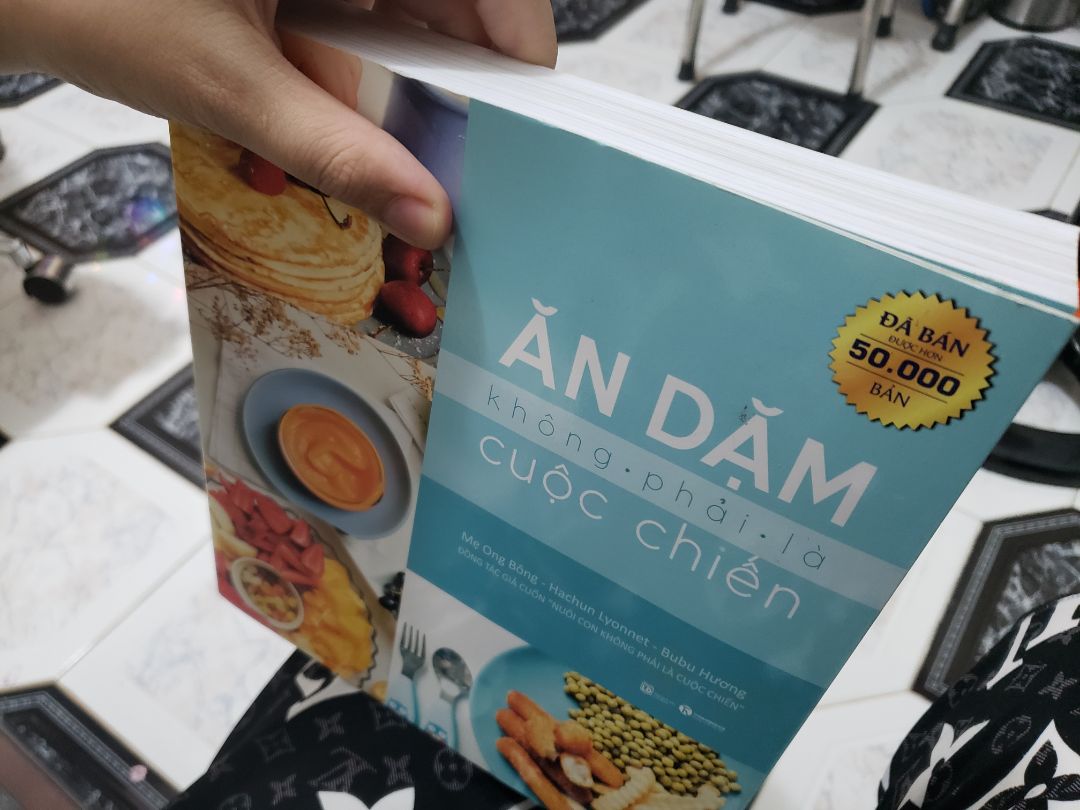 ĂN DẶM
không · phải · là
cuộc chiến
ĐÃ BÁN
ĐƯỢC HƠN
50.000
BẢN
Mẹ Ong Bông - Hachun Lyonnet - Bubu Hương
ĐỒNG TÁC GIẢ CUỐN "NUÔI CON KHÔNG PHẢI LÀ CUỘC CHIẾN"